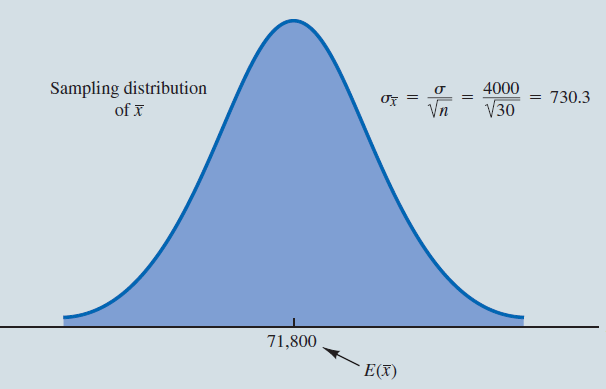 Sampling distribution
of x̅
σx̅ = σ/√n = 4000/√30 = 730.3
71,800
E(x̅)